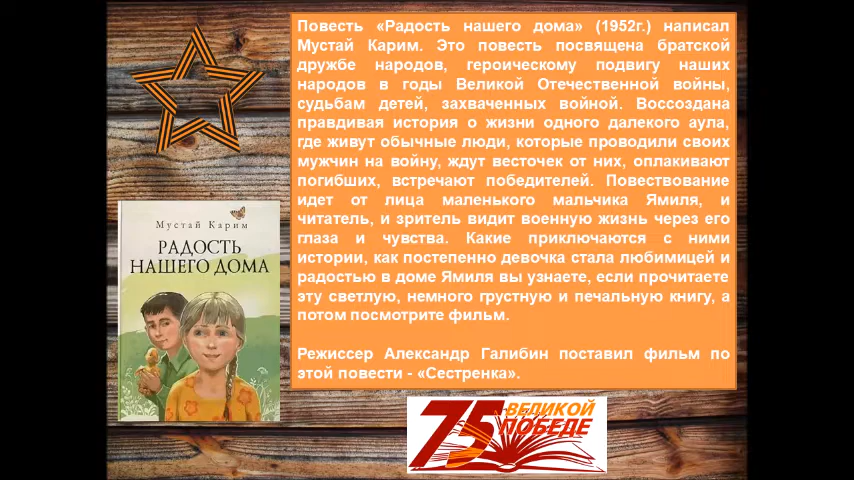 Повесть «Радость нашего дома» (1952г.) написал
Мустай Карим. Это повесть посвящена братской
дружбе народов, героическому подвигу наших
народов в годы Великой Отечественной войны,
судьбам детей, захваченных войной. Воссоздана
правдивая история о жизни одного далекого аула,
где живут обычные люди, которые проводили своих
мужчин на войну, ждут весточек от них, оплакивают
погибших, встречают победителей. Повествование
идет от лица маленького мальчика Ямиля, и
читатель, и зритель видит военную жизнь через его
глаза и чувства. Какие приключаются с ними
истории, как постепенно девочка стала любимицей и
радостью в доме Ямиля вы узнаете, если прочитаете
эту светлую, немного грустную и печальную книгу, а
потом посмотрите фильм.
Режиссер Александр Галибин поставил фильм по
этой повести - «Сестренка».
Мустай Карим
РАДОСТЬ
НАШЕГО ДОМА
75 ВЕЛИКОЙ
ПОБЕДЕ